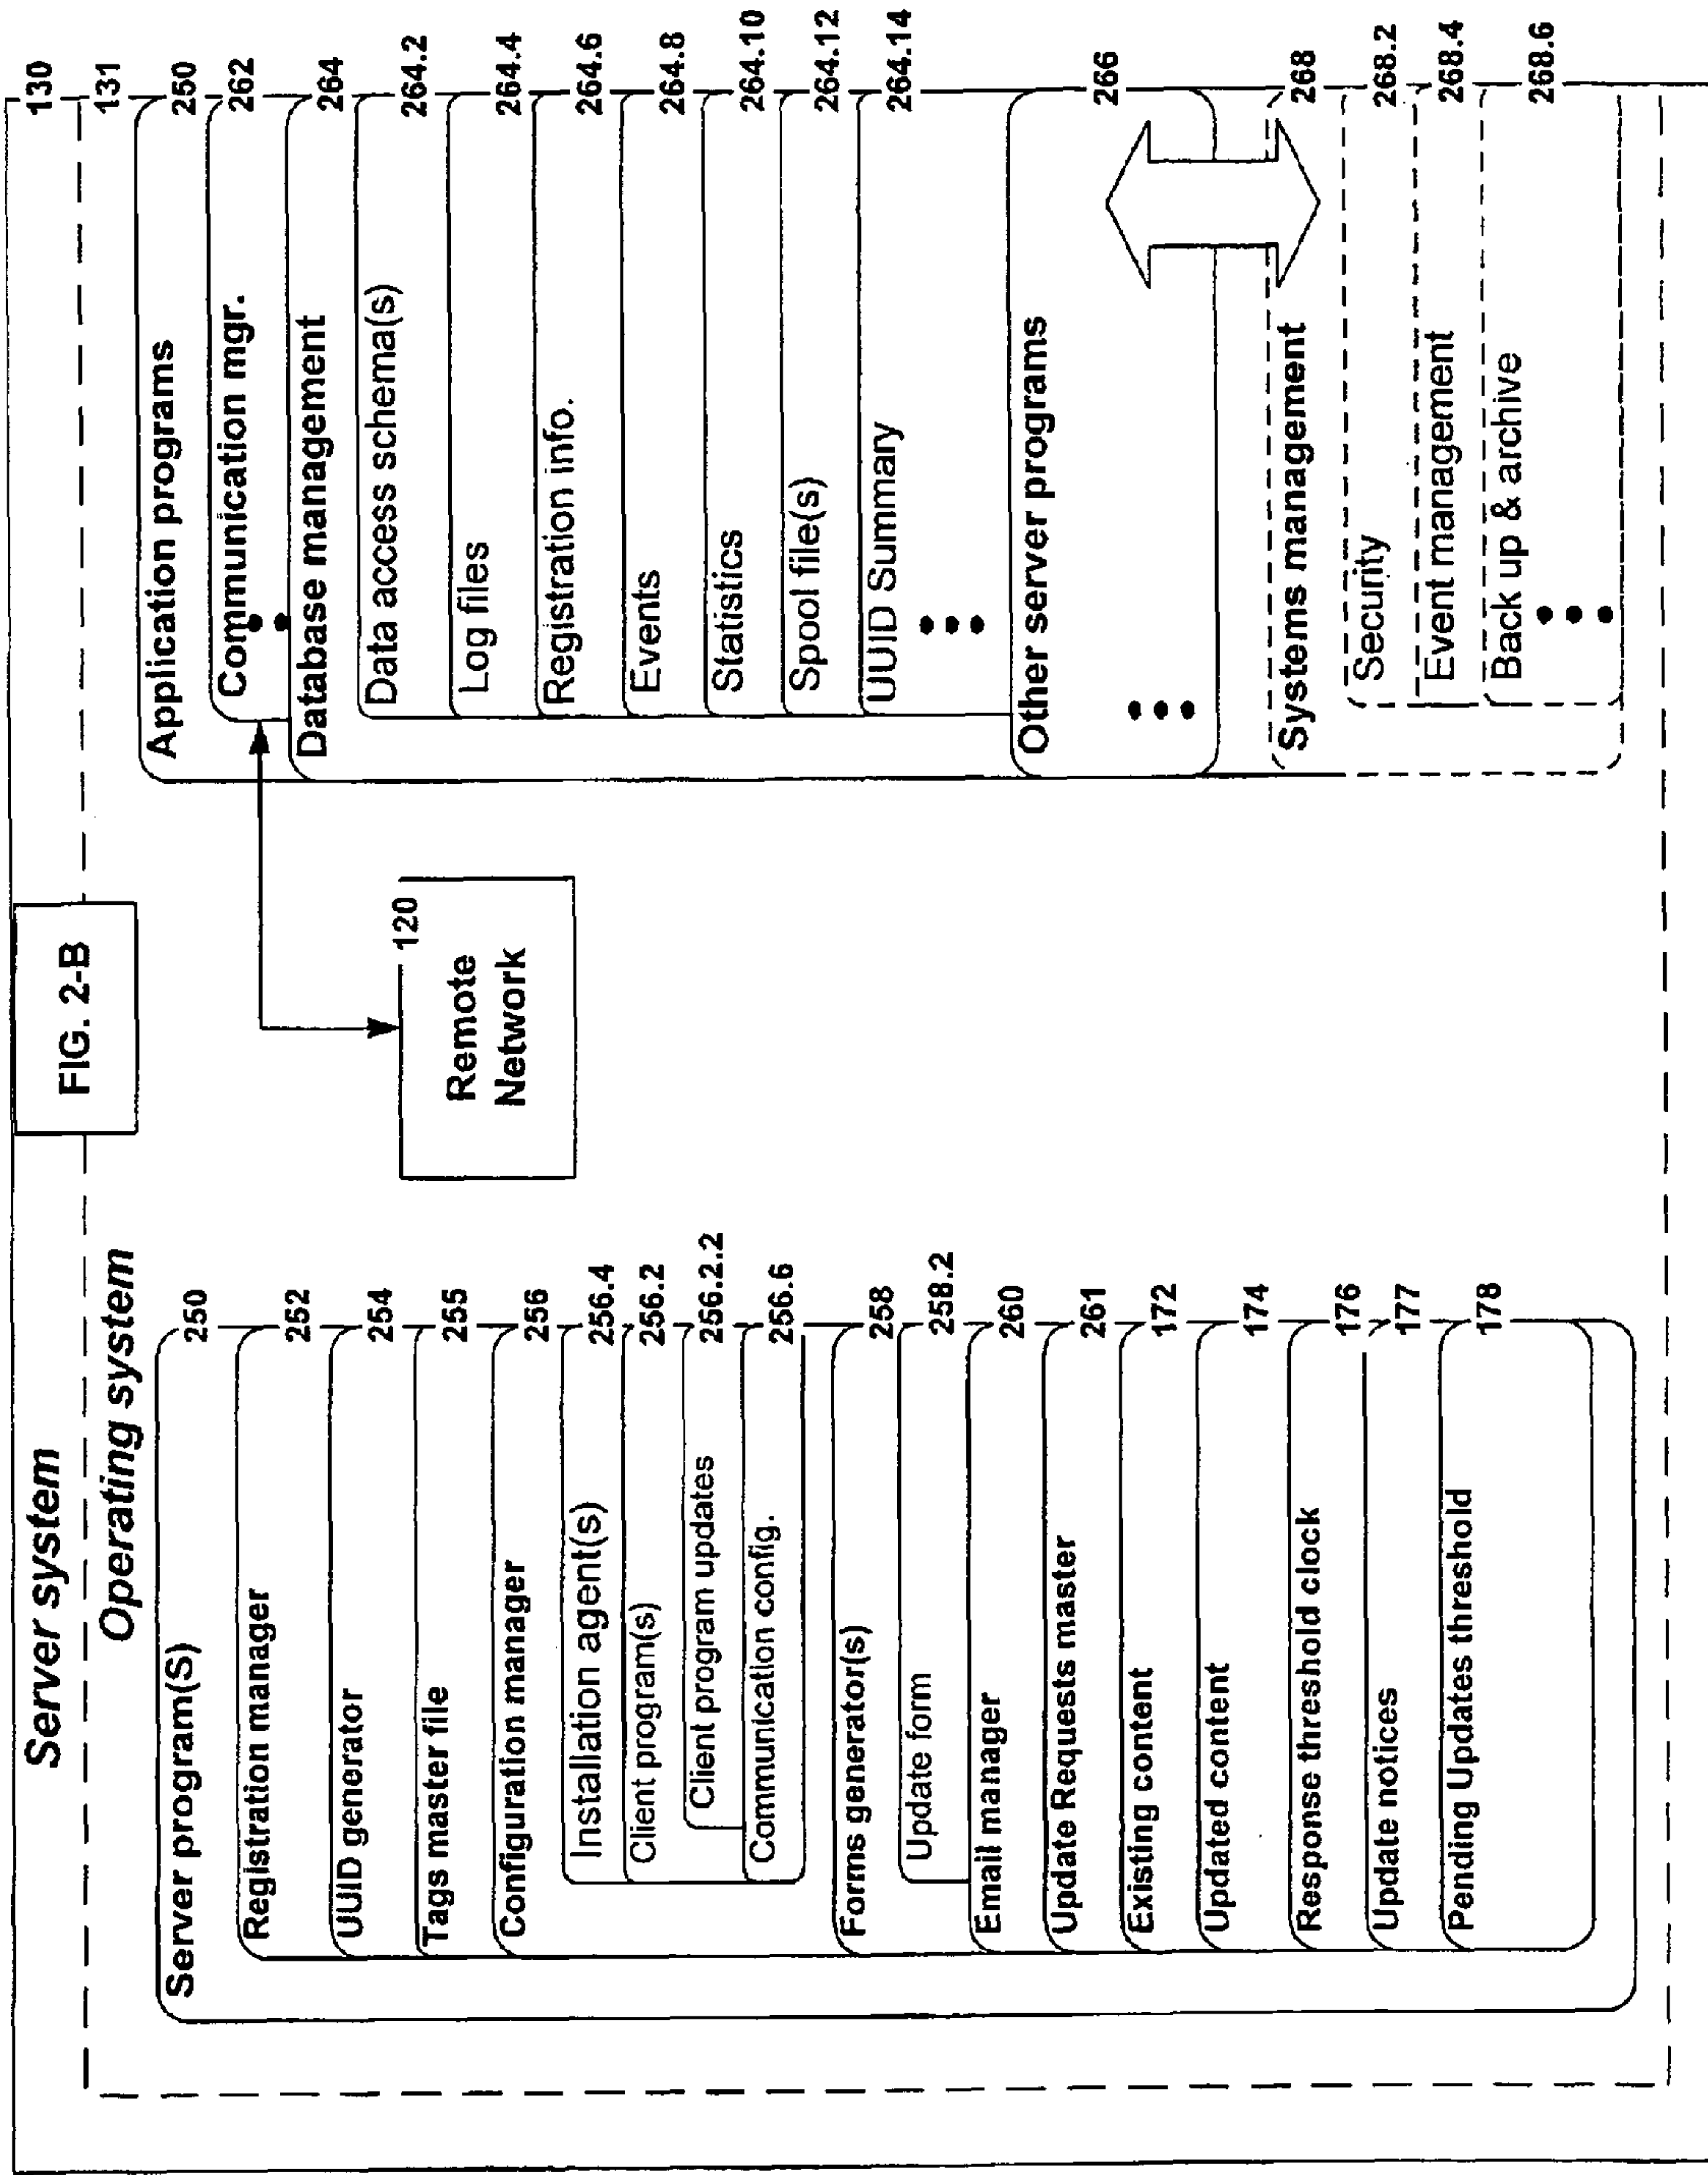 FIG. 2-B
130
Server system
131
Operating system
Server program(S) 250
Registration manager 252
UUID generator 254
Tags master file 255
Configuration manager 256
Installation agent(s) 256.4
Client program(s) 256.2
Client program updates 256.2.2
Communication config. 256.6
Forms generator(s) 258
Update form 258.2
Email manager 260
Update Requests master 261
Existing content 172
Updated content 174
Response threshold clock 176
Update notices 177
Pending Updates threshold 178
120
Remote
Network
Application programs 250
Communication mgr. 262
Database management 264
Data access schema(s) 264.2
Log files 264.4
Registration info. 264.6
Events 264.8
Statistics 264.10
Spool file(s) 264.12
UUID Summary 264.14
Other server programs 266
Systems management 268
Security 268.2
Event management 268.4
Back up & archive 268.6